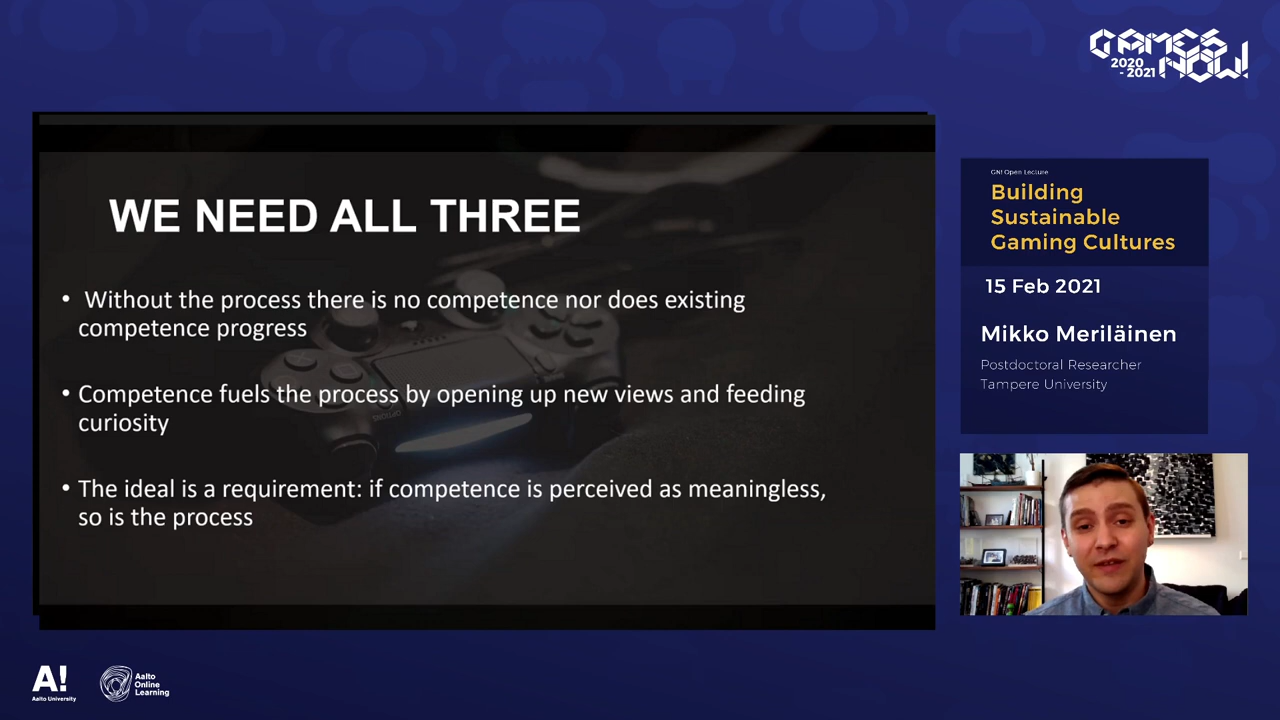 GAMES
2020
- 2021 NOW!
WE NEED ALL THREE
• Without the process there is no competence nor does existing
competence progress
• Competence fuels the process by opening up new views and feeding
curiosity
• The ideal is a requirement: if competence is perceived as meaningless,
so is the process
OPTIONS
GN! Open Lecture
Building
Sustainable
Gaming Cultures
15 Feb 2021
Mikko Meriläinen
Postdoctoral Researcher
Tampere University
A!
Aalto University
Aalto
Online
Learning